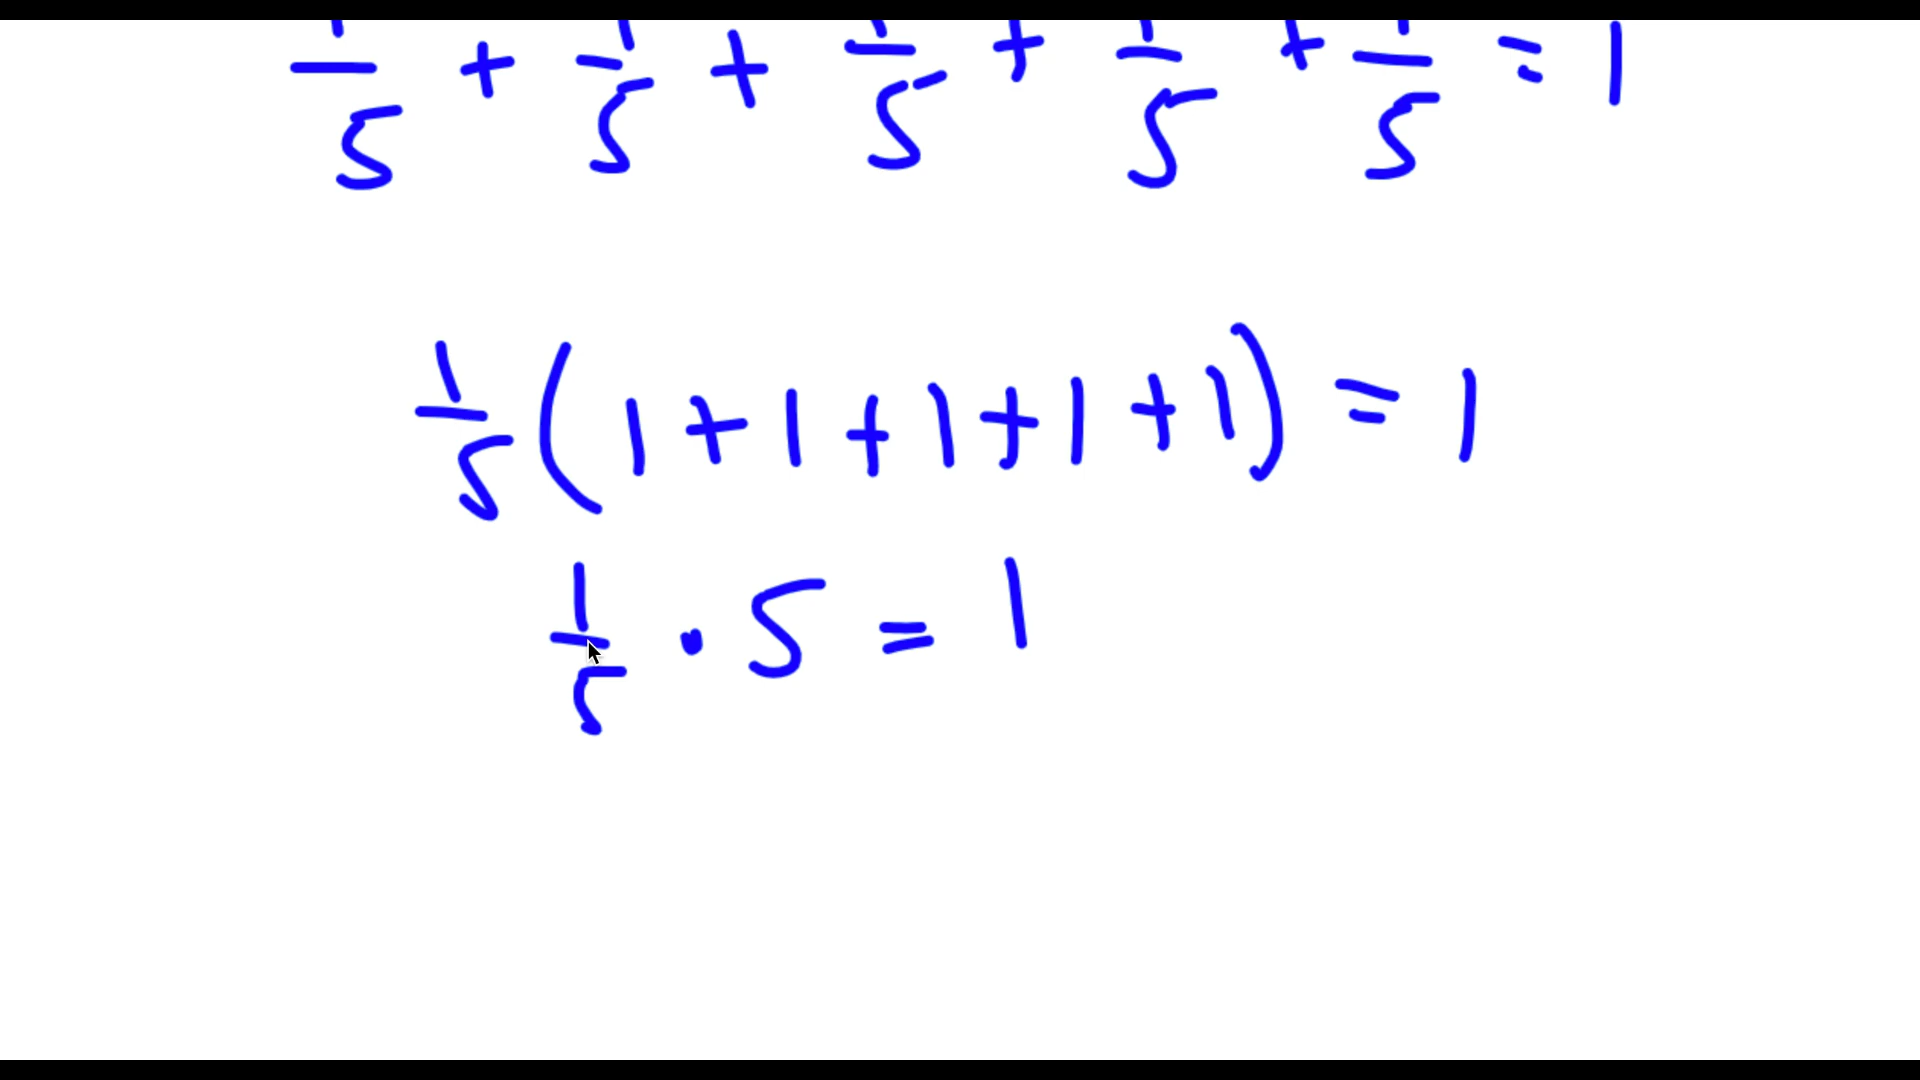 1/5 + 1/5 + 1/5 + 1/5 + 1/5 = 1
1/5 (1 + 1 + 1 + 1 + 1) = 1
1/5 · 5 = 1